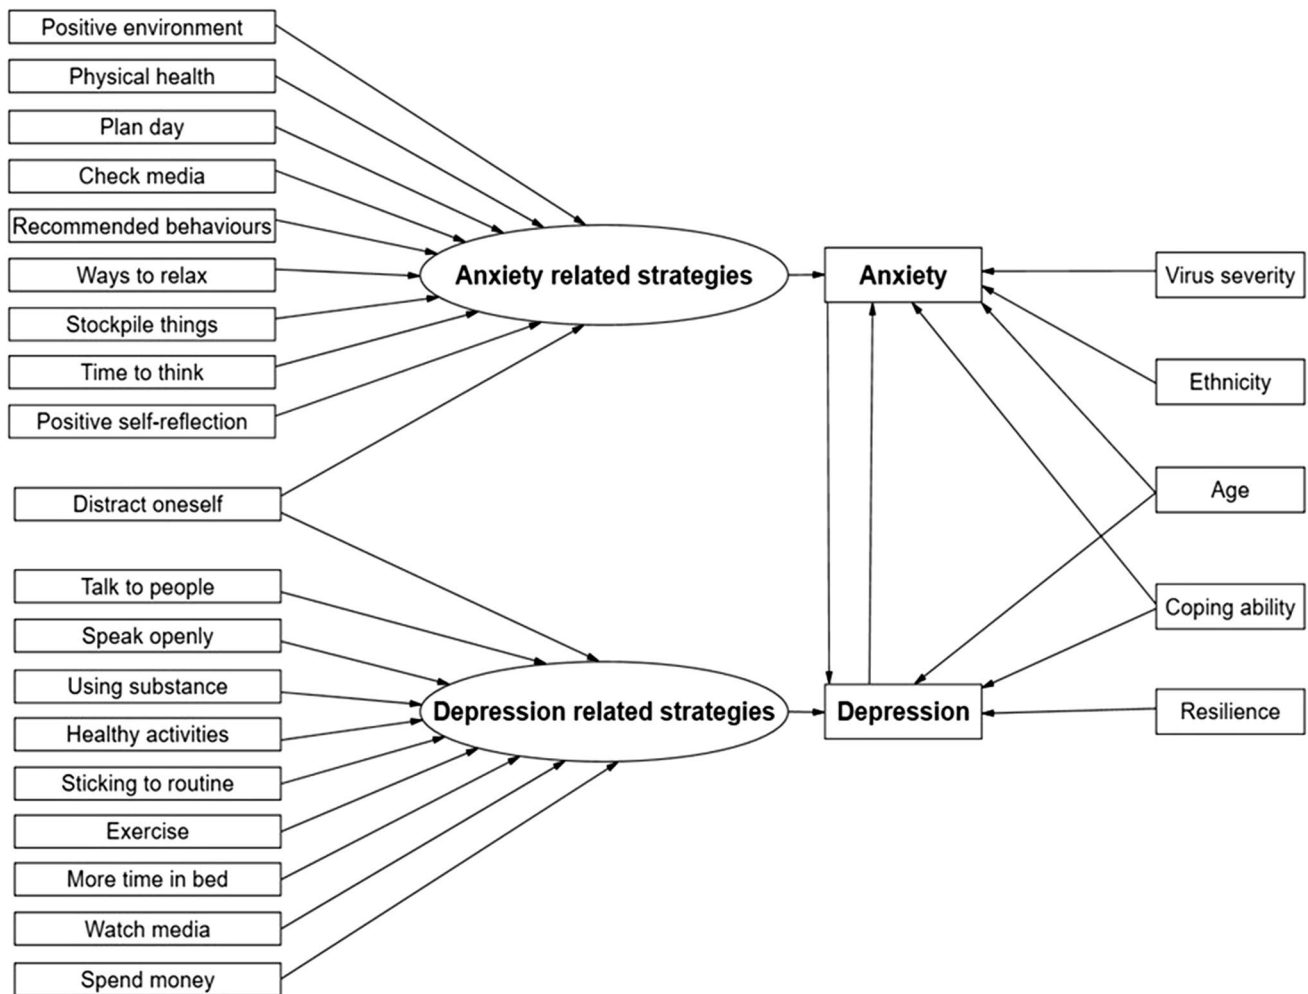 Positive environment
Physical health
Plan day
Check media
Recommended behaviours
Ways to relax
Stockpile things
Time to think
Positive self-reflection
Distract oneself
Talk to people
Speak openly
Using substance
Healthy activities
Sticking to routine
Exercise
More time in bed
Watch media
Spend money
Anxiety related strategies
Depression related strategies
Anxiety
Depression
Virus severity
Ethnicity
Age
Coping ability
Resilience